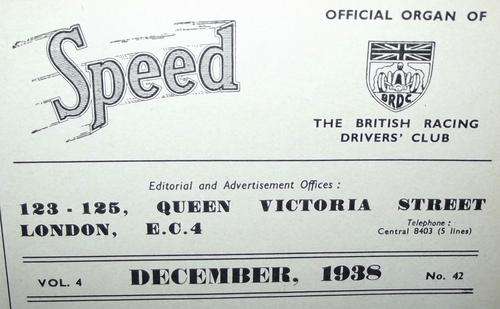 Speed
OFFICIAL ORGAN OF
BRDC
THE BRITISH RACING
DRIVERS' CLUB
Editorial and Advertisement Offices :
123 - 125, QUEEN VICTORIA STREET
LONDON, E.C.4
Telephone :
Central 8403 (5 lines)
VOL. 4 DECEMBER, 1938 No. 42